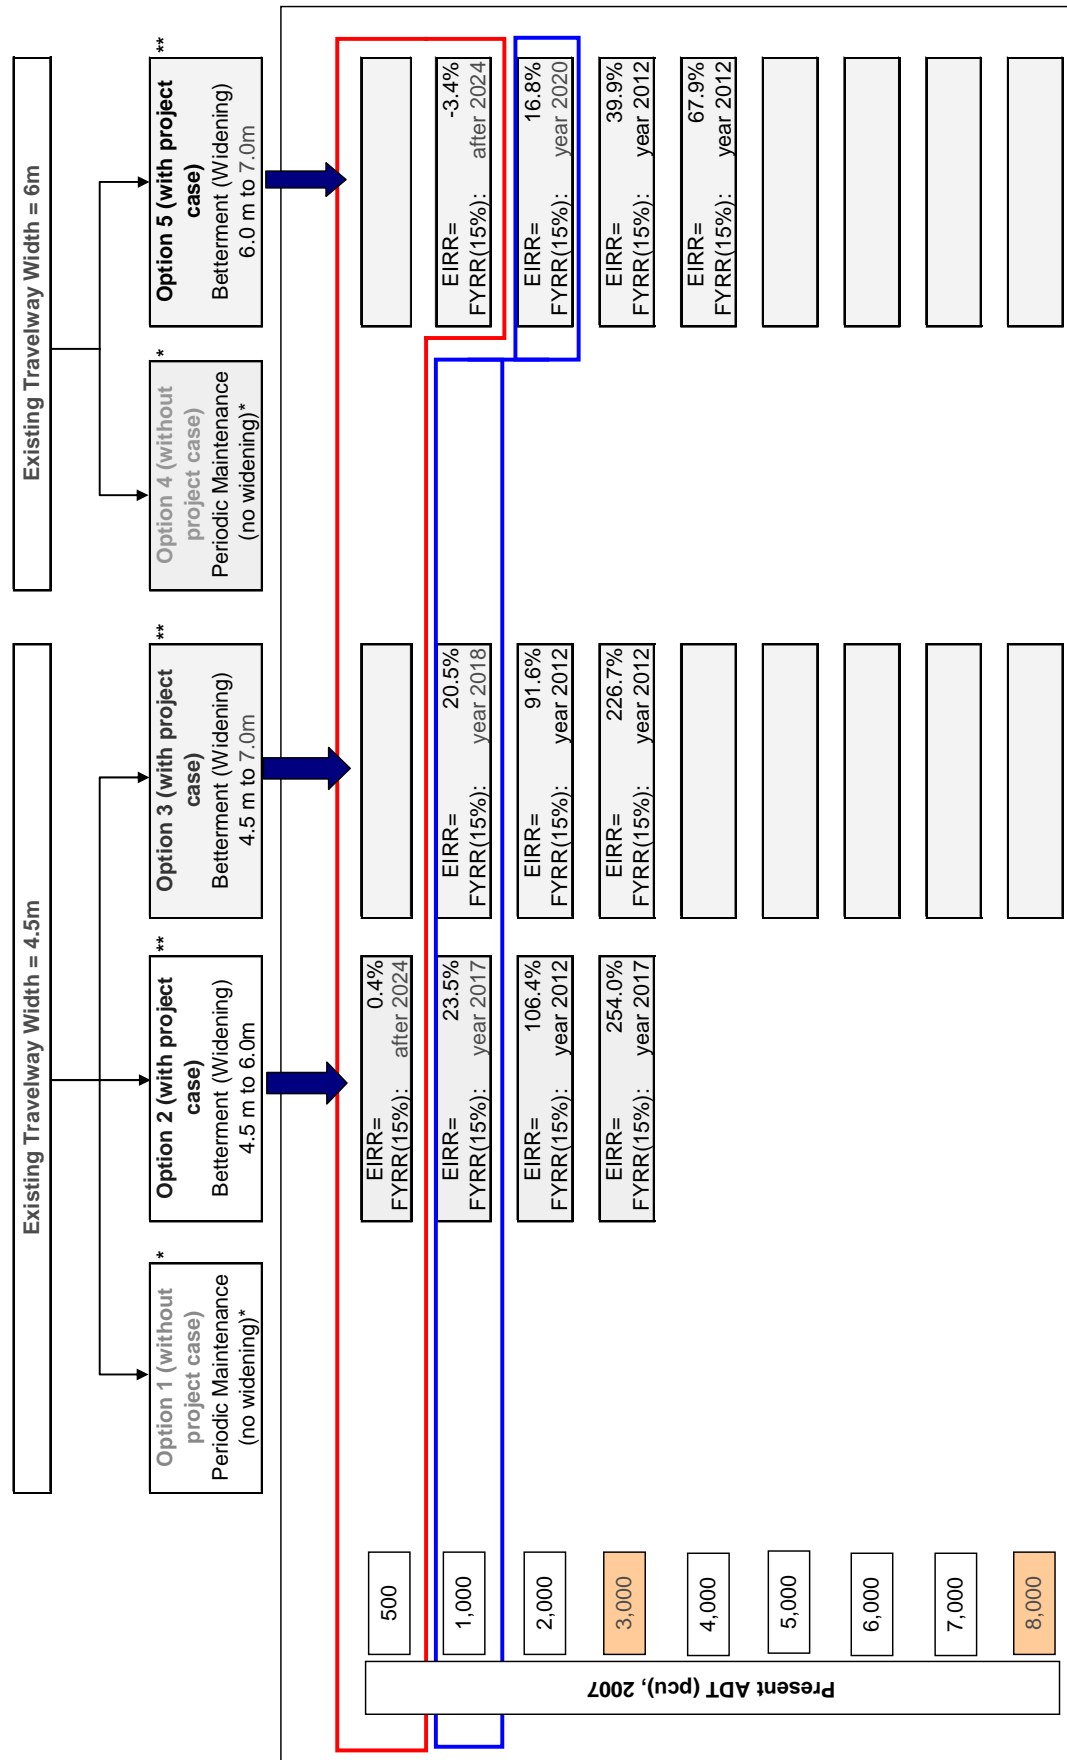 Existing Travelway Width = 4.5m
Existing Travelway Width = 6m
*
Option 1 (without
project case)
Periodic Maintenance
(no widening)*
**
Option 2 (with project
case)
Betterment (Widening)
4.5 m to 6.0m
**
Option 3 (with project
case)
Betterment (Widening)
4.5 m to 7.0m
*
Option 4 (without
project case)
Periodic Maintenance
(no widening)*
**
Option 5 (with project
case)
Betterment (Widening)
6.0 m to 7.0m
Present ADT (pcu), 2007
500
EIRR= 0.4%
FYRR(15%): after 2024
1,000
EIRR= 23.5%
FYRR(15%): year 2017
EIRR= 20.5%
FYRR(15%): year 2018
EIRR= -3.4%
FYRR(15%): after 2024
2,000
EIRR= 106.4%
FYRR(15%): year 2012
EIRR= 91.6%
FYRR(15%): year 2012
EIRR= 16.8%
FYRR(15%): year 2020
3,000
EIRR= 254.0%
FYRR(15%): year 2017
EIRR= 226.7%
FYRR(15%): year 2012
EIRR= 39.9%
FYRR(15%): year 2012
4,000
EIRR= 67.9%
FYRR(15%): year 2012
5,000
6,000
7,000
8,000